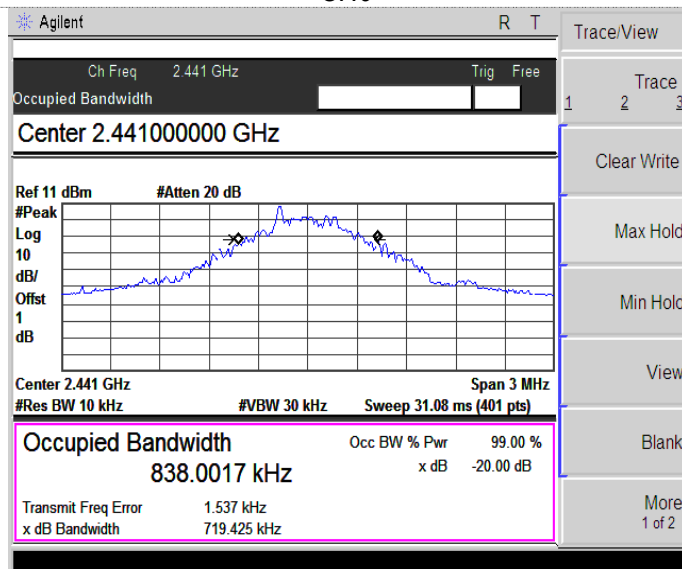 Agilent R T
Trace/View
Ch Freq 2.441 GHz Trig Free
Occupied Bandwidth
Center 2.441000000 GHz
Trace
1 2 3
Clear Write
Max Hold
Min Hold
View
Blank
More
1 of 2
Ref 11 dBm #Atten 20 dB
#Peak
Log
10
dB/
Offst
1
dB
Center 2.441 GHz Span 3 MHz
#Res BW 10 kHz #VBW 30 kHz Sweep 31.08 ms (401 pts)
Occupied Bandwidth Occ BW % Pwr 99.00 %
838.0017 kHz x dB -20.00 dB
Transmit Freq Error 1.537 kHz
x dB Bandwidth 719.425 kHz